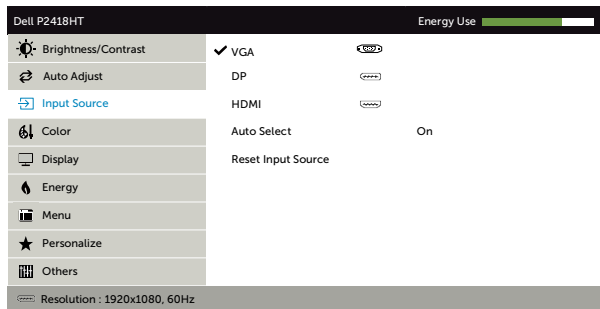 Dell P2418HT Energy Use
Brightness/Contrast VGA
Auto Adjust DP
Input Source HDMI
Color Auto Select On
Display Reset Input Source
Energy
Menu
Personalize
Others
Resolution : 1920x1080, 60Hz